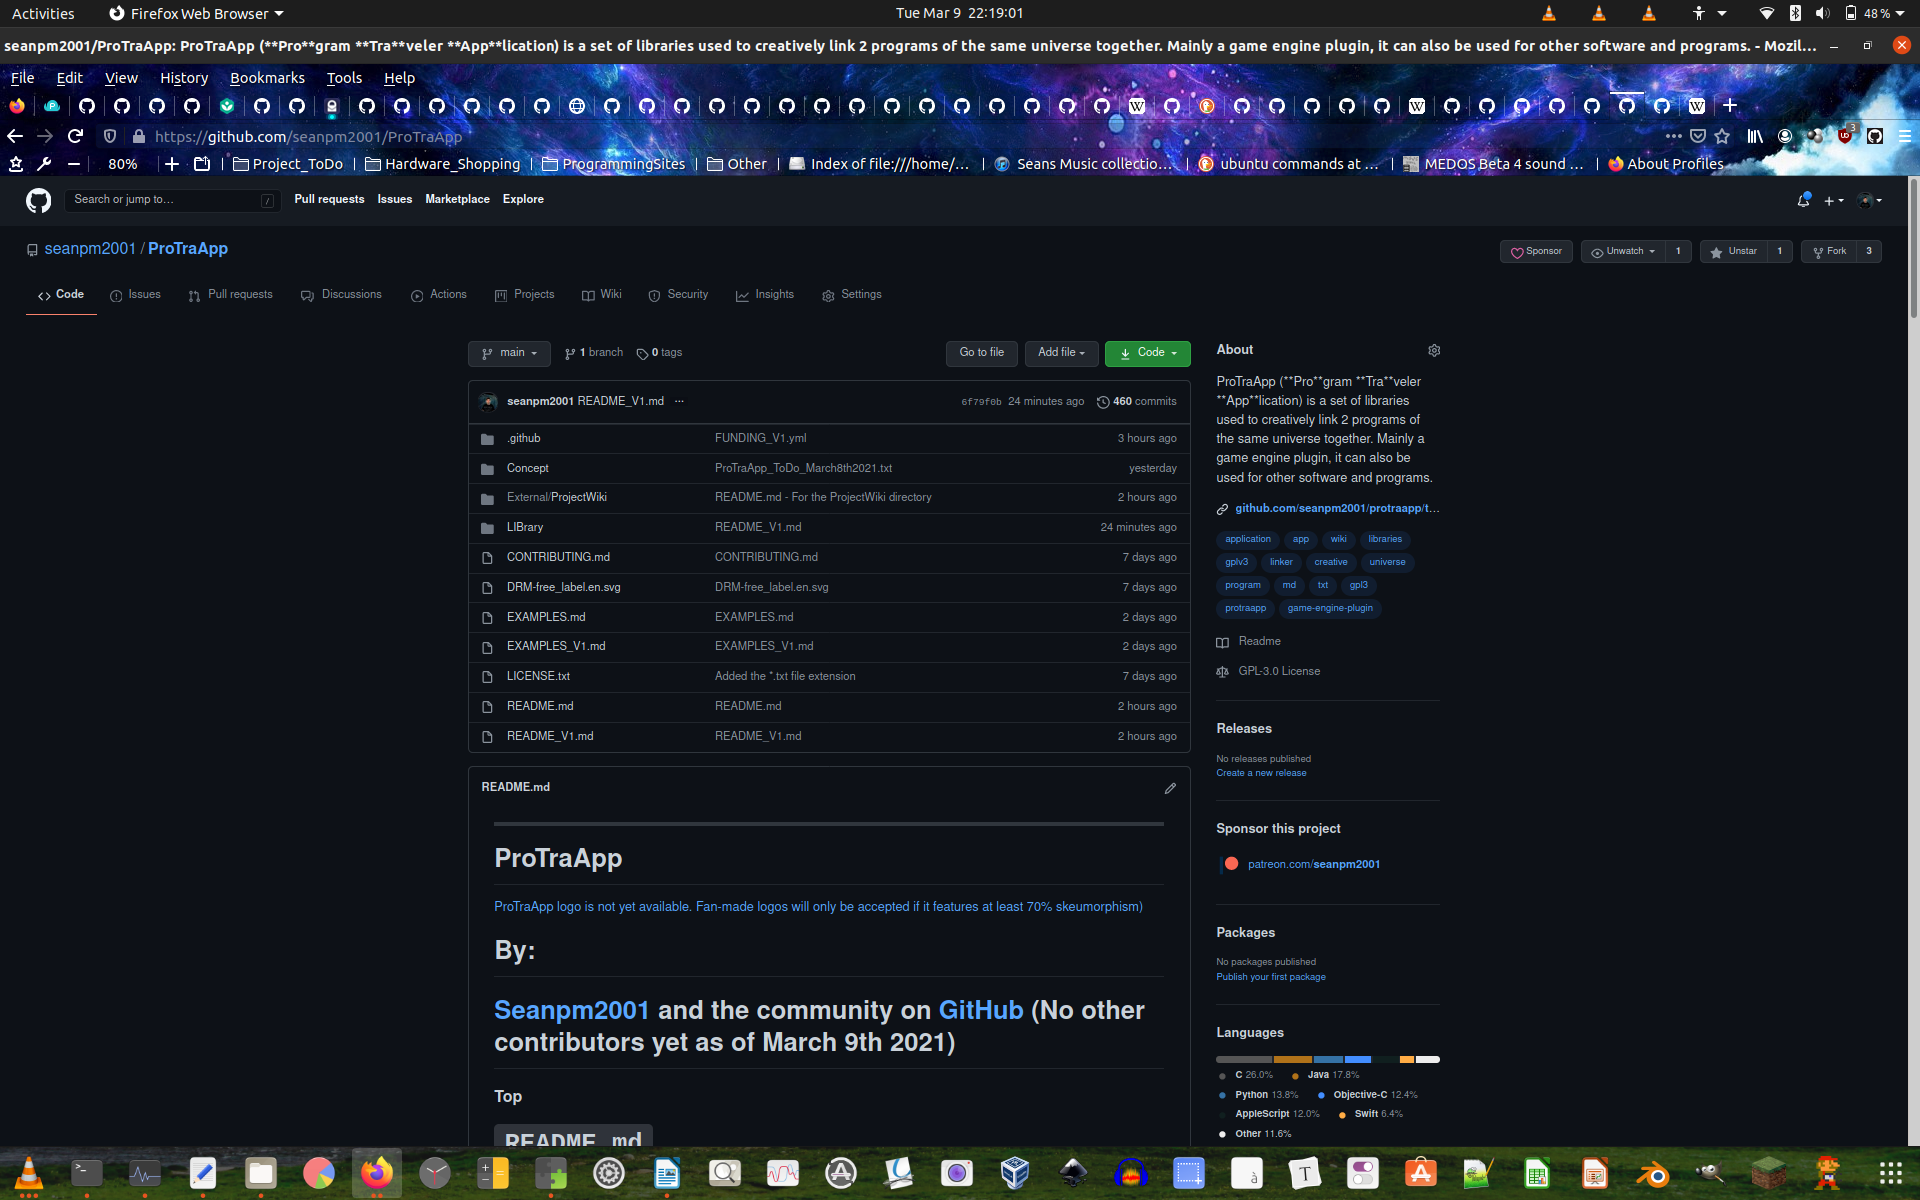 Activities Firefox Web Browser Tue Mar 9 22:19:01 48 %
seanpm2001/ProTraApp: ProTraApp (**Pro**gram **Tra**veler **App**lication) is a set of libraries used to creatively link 2 programs of the same universe together. Mainly a game engine plugin, it can also be used for other software and programs. - Mozil…
File Edit View History Bookmarks Tools Help
https://github.com/seanpm2001/ProTraApp 3
80% Project_ToDo Hardware_Shopping ProgrammingSites Other Index of file:///home/… Seans Music collectio… ubuntu commands at … MEDOS Beta 4 sound … About Profiles
Search or jump to… / Pull requests Issues Marketplace Explore
seanpm2001 / ProTraApp Sponsor Unwatch 1 Unstar 1 Fork 3
Code Issues Pull requests Discussions Actions Projects Wiki Security Insights Settings
main 1 branch 0 tags Go to file Add file Code
seanpm2001 README_V1.md ... 6f79f0b 24 minutes ago 460 commits
.github FUNDING_V1.yml 3 hours ago
Concept ProTraApp_ToDo_March8th2021.txt yesterday
External/ProjectWiki README.md - For the ProjectWiki directory 2 hours ago
LIBrary README_V1.md 24 minutes ago
CONTRIBUTING.md CONTRIBUTING.md 7 days ago
DRM-free_label.en.svg DRM-free_label.en.svg 7 days ago
EXAMPLES.md EXAMPLES.md 2 days ago
EXAMPLES_V1.md EXAMPLES_V1.md 2 days ago
LICENSE.txt Added the *.txt file extension 7 days ago
README.md README.md 2 hours ago
README_V1.md README_V1.md 2 hours ago
README.md
ProTraApp
ProTraApp logo is not yet available. Fan-made logos will only be accepted if it features at least 70% skeumorphism)
By:
Seanpm2001 and the community on GitHub (No other
contributors yet as of March 9th 2021)
Top
README.md
About
ProTraApp (**Pro**gram **Tra**veler
**App**lication) is a set of libraries
used to creatively link 2 programs of
the same universe together. Mainly a
game engine plugin, it can also be
used for other software and programs.
github.com/seanpm2001/protraapp/t…
application app wiki libraries
gplv3 linker creative universe
program md txt gpl3
protraapp game-engine-plugin
Readme
GPL-3.0 License
Releases
No releases published
Create a new release
Sponsor this project
patreon.com/seanpm2001
Packages
No packages published
Publish your first package
Languages
C 26.0% Java 17.8%
Python 13.8% Objective-C 12.4%
AppleScript 12.0% Swift 6.4%
Other 11.6%